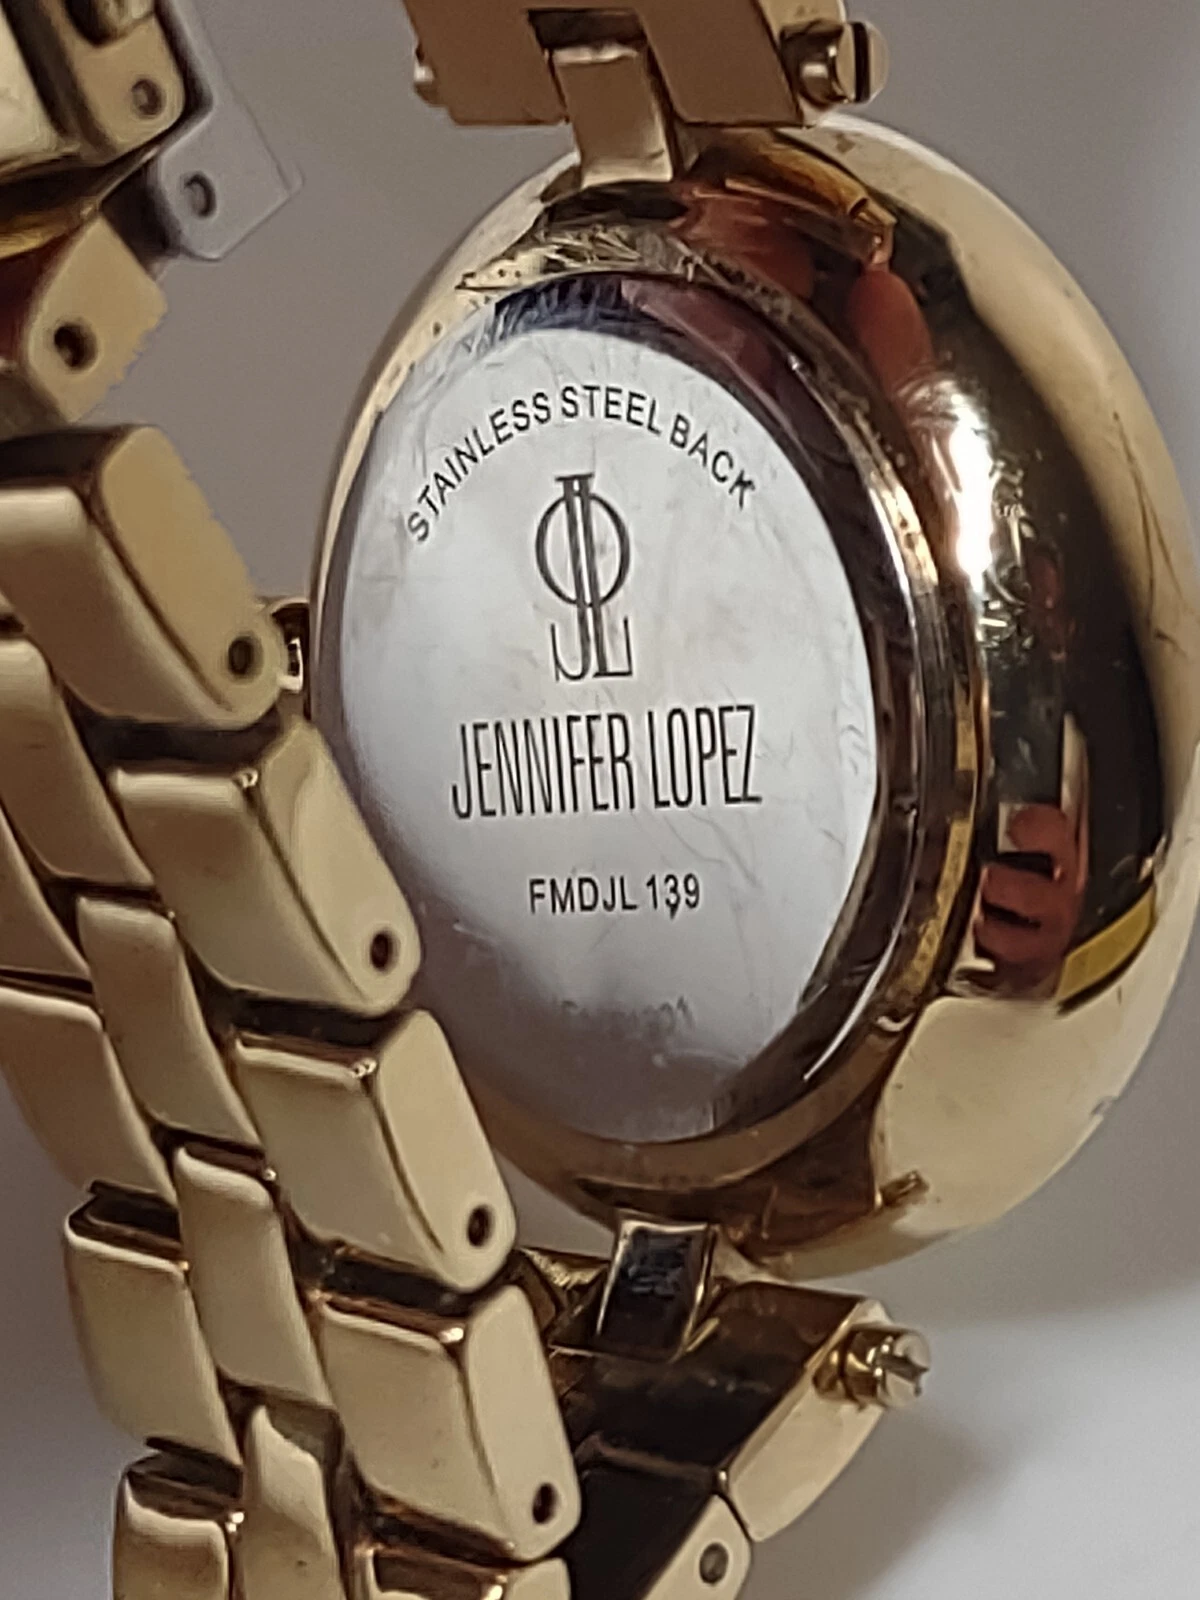 STAINLESS STEEL BACK
JL
JENNIFER LOPEZ
FMDJL 139